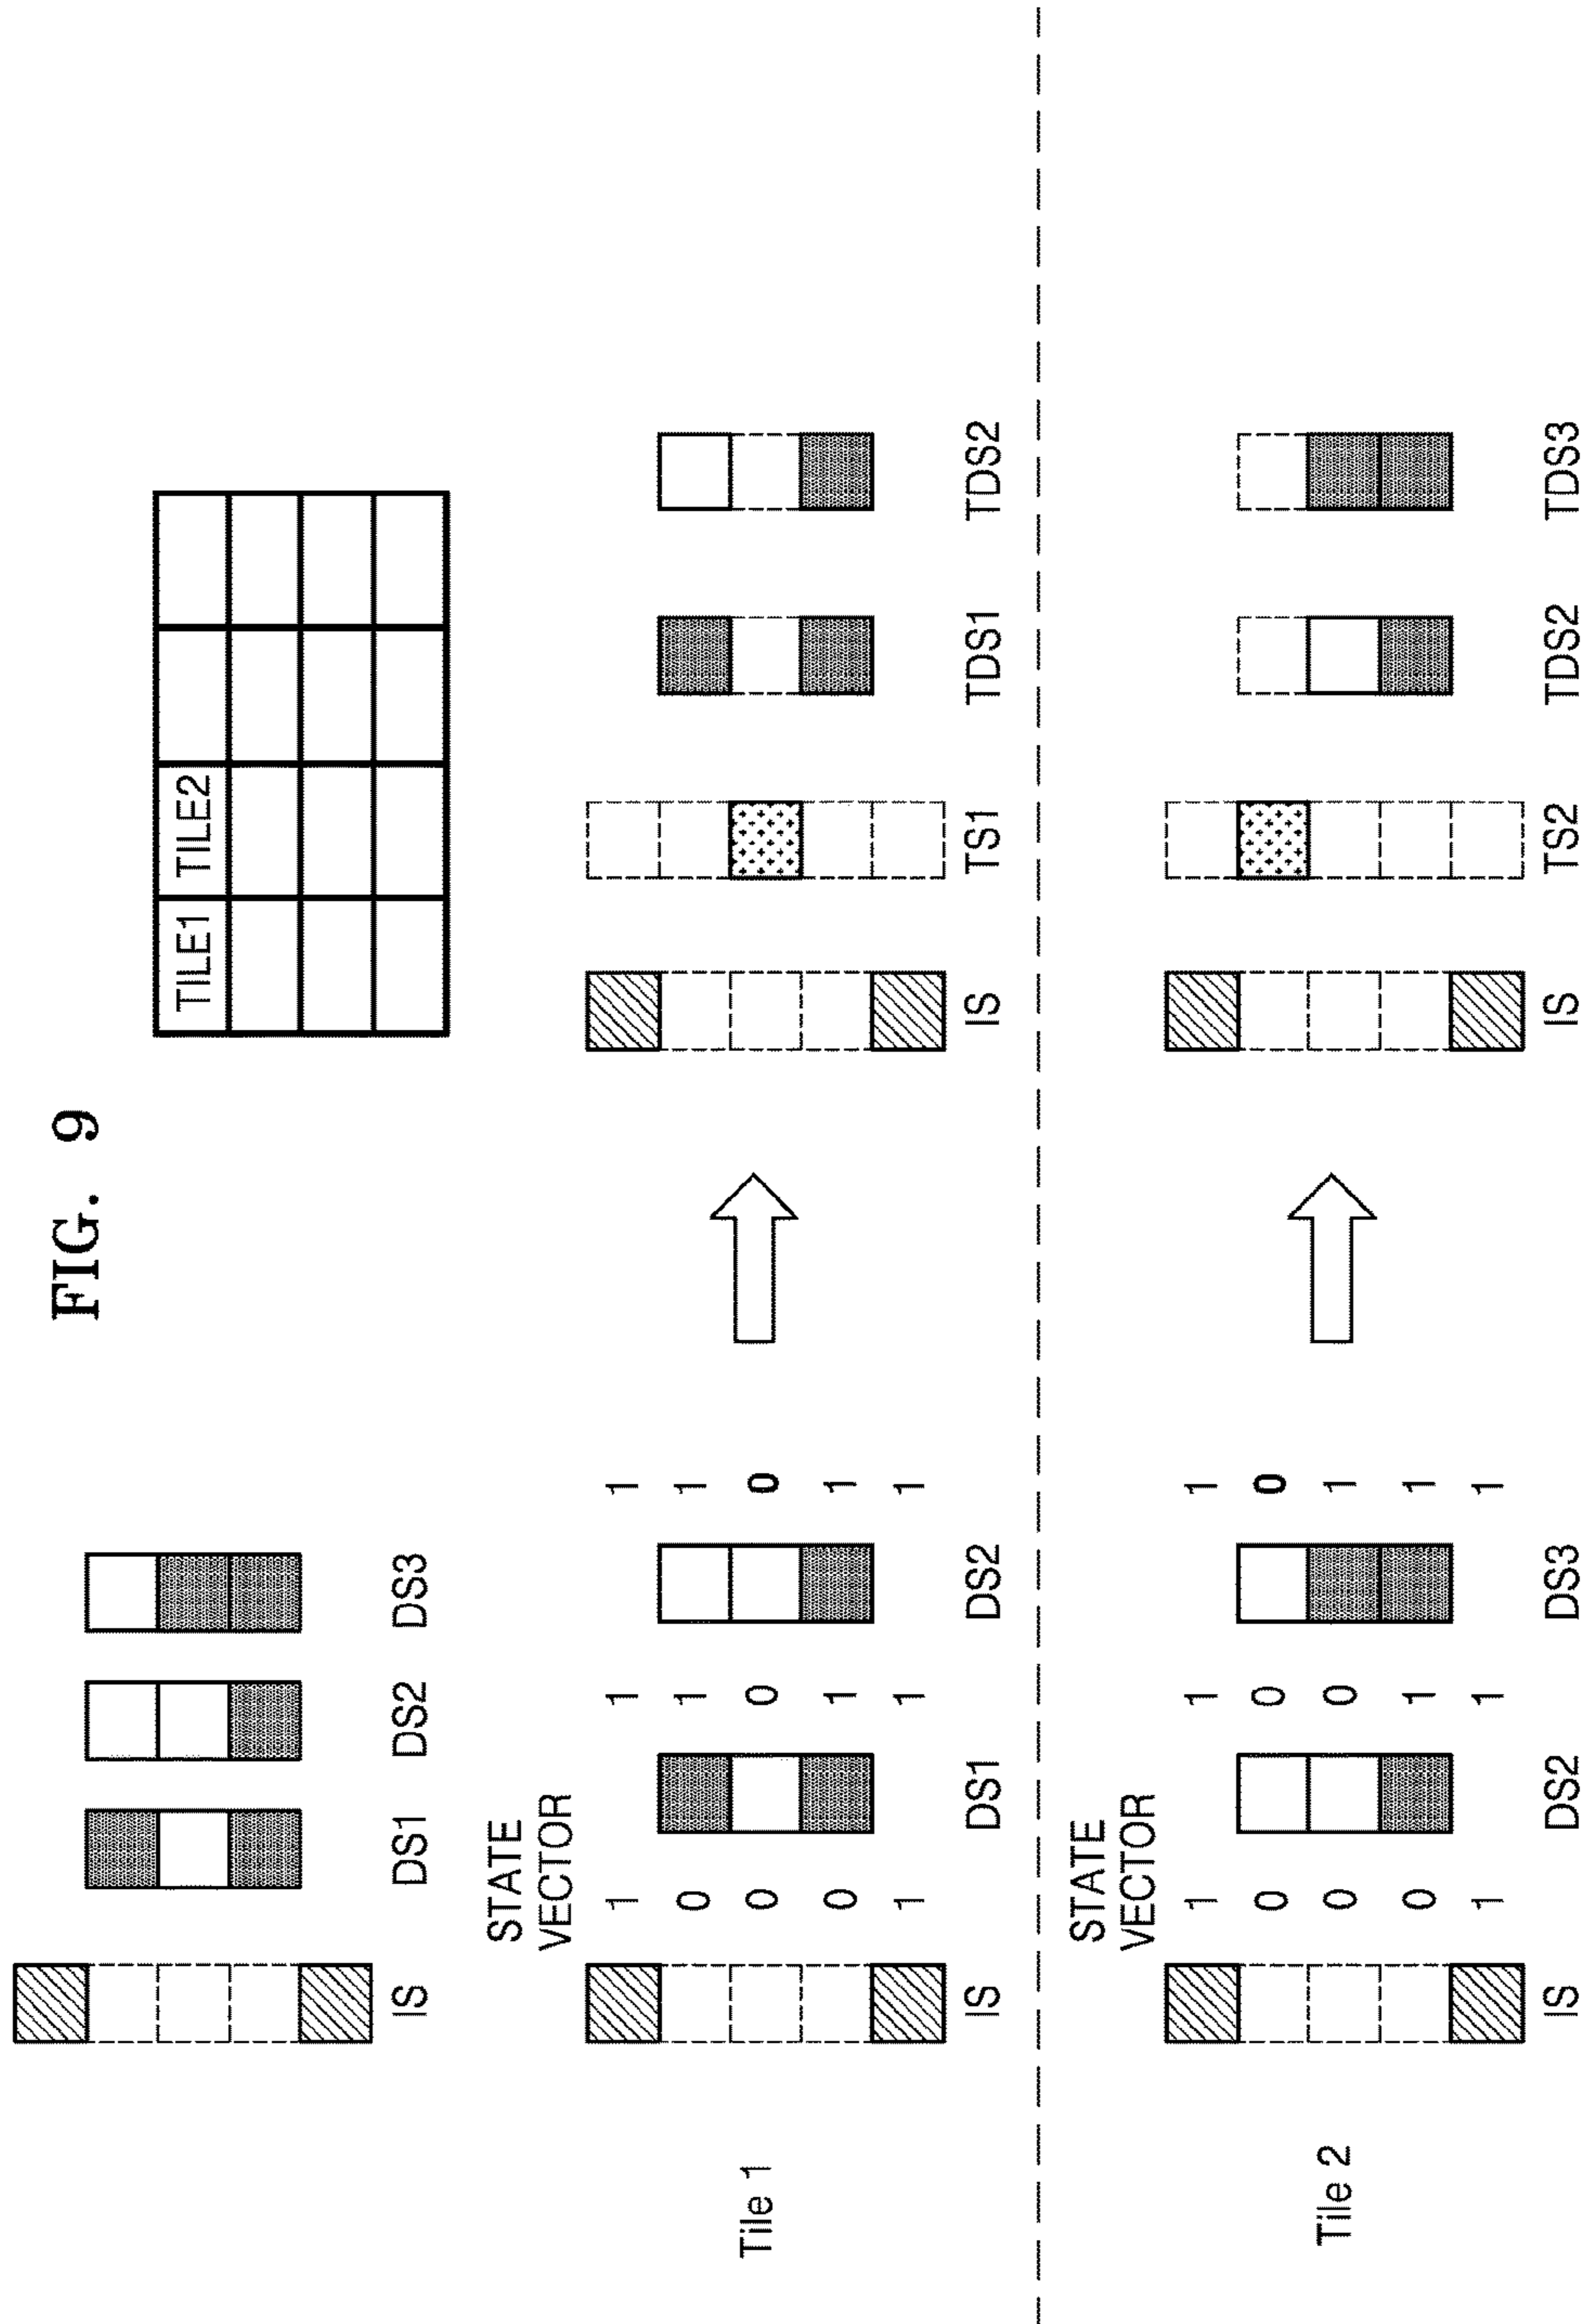 FIG. 9
TILE1 TILE2
IS DS1 DS2 DS3
STATE
VECTOR
1 1 1
0 1 1
Tile 1 0 0 0
0 1 1
1 1 1
IS DS1 DS2 IS TS1 TDS1 TDS2
STATE
VECTOR
1 1 1
0 0 0
Tile 2 0 0 1
0 1 1
1 1 1
IS DS2 DS3 IS TS2 TDS2 TDS3